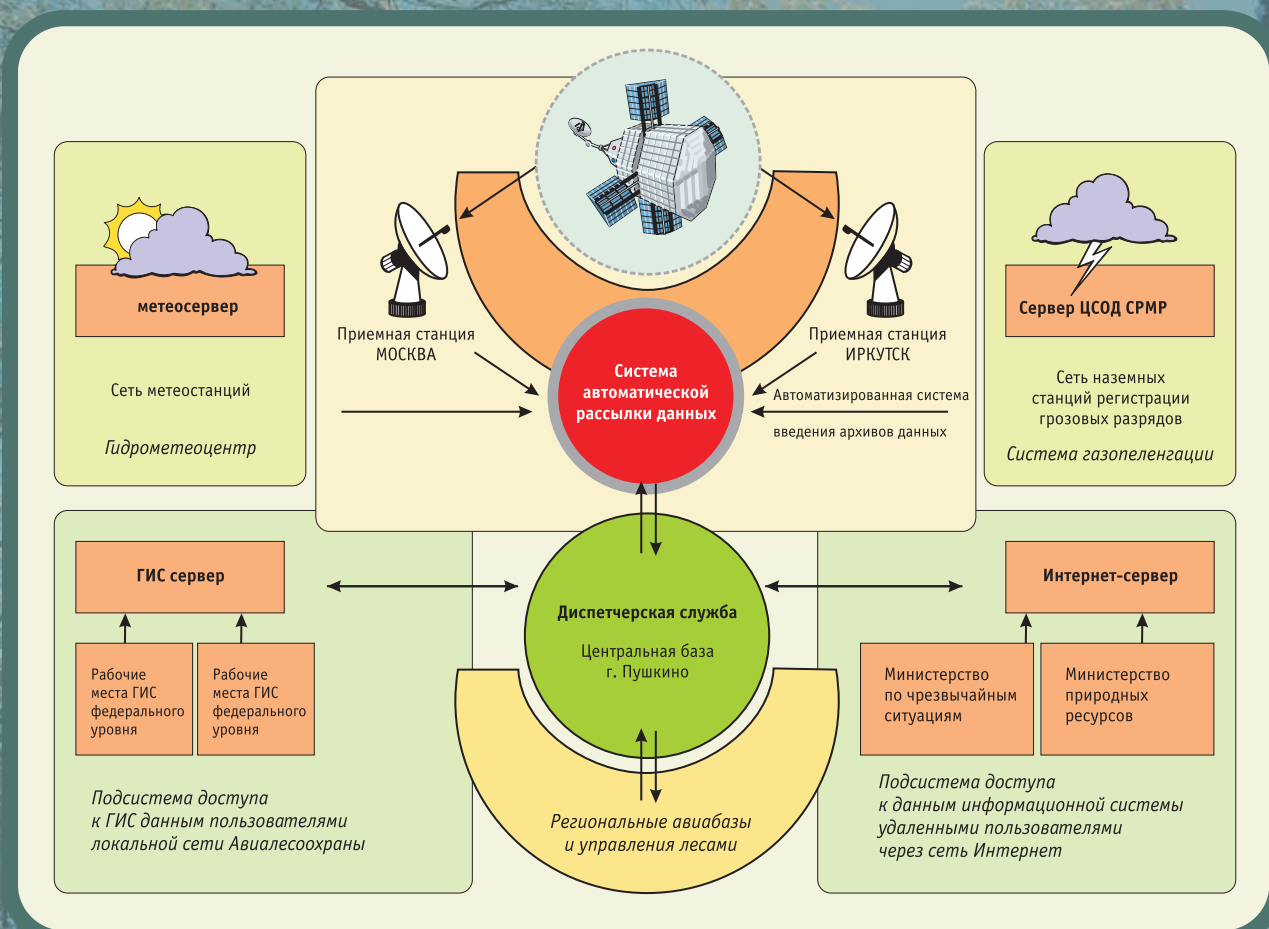 метеосервер
Сеть метеостанций
Гидрометеоцентр
Приемная станция
МОСКВА
Приемная станция
ИРКУТСК
Система
автоматической
рассылки данных
Автоматизированная система
введения архивов данных
Сервер ЦСОД СРМР
Сеть наземных
станций регистрации
грозовых разрядов
Система газопеленгации
ГИС сервер
Рабочие
места ГИС
федерального
уровня
Рабочие
места ГИС
федерального
уровня
Подсистема доступа
к ГИС данным пользователями
локальной сети Авиалесоохраны
Диспетчерская служба
Центральная база
г. Пушкино
Региональные авиабазы
и управления лесами
Интернет-сервер
Министерство
по чрезвычайным
ситуациям
Министерство
природных
ресурсов
Подсистема доступа
к данным информационной системы
удаленными пользователями
через сеть Интернет